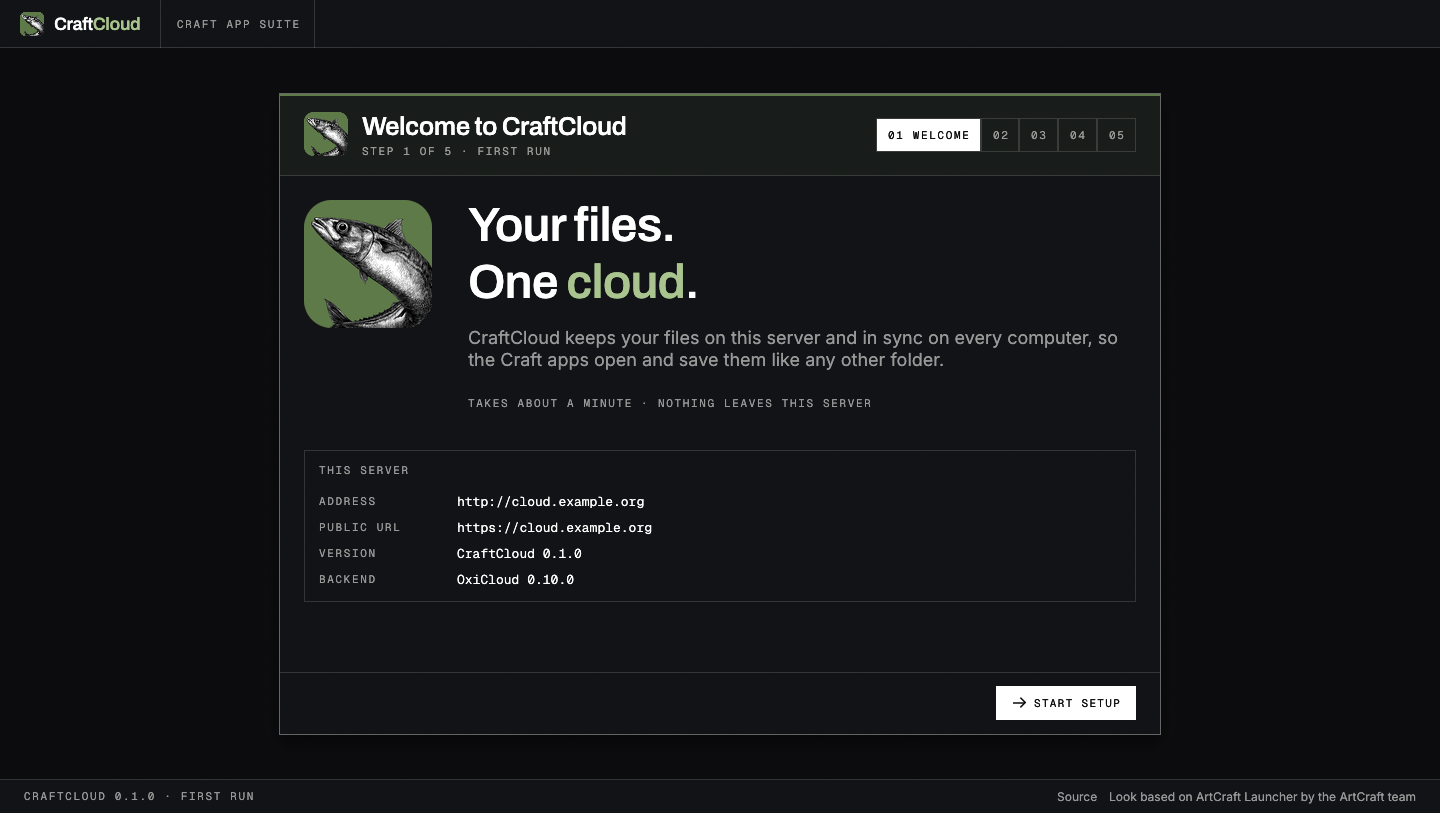 CraftCloud
CRAFT APP SUITE
Welcome to CraftCloud
STEP 1 OF 5 · FIRST RUN
01 WELCOME
02
03
04
05
Your files.
One cloud.
CraftCloud keeps your files on this server and in sync on every computer, so
the Craft apps open and save them like any other folder.
TAKES ABOUT A MINUTE · NOTHING LEAVES THIS SERVER
THIS SERVER
ADDRESS http://cloud.example.org
PUBLIC URL https://cloud.example.org
VERSION CraftCloud 0.1.0
BACKEND OxiCloud 0.10.0
START SETUP
CRAFTCLOUD 0.1.0 · FIRST RUN
Source Look based on ArtCraft Launcher by the ArtCraft team